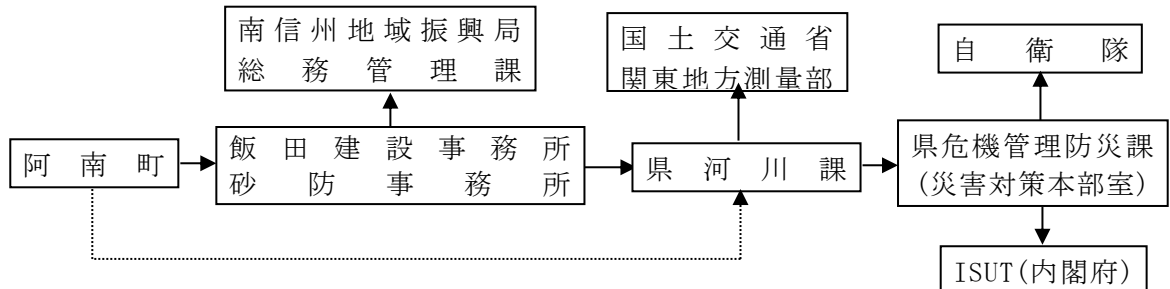 南信州地域振興局
総務管理課
国土交通省
関東地方測量部
自衛隊
阿南町
飯田建設事務所
砂防事務所
県河川課
県危機管理防災課
(災害対策本部室)
ISUT(内閣府)